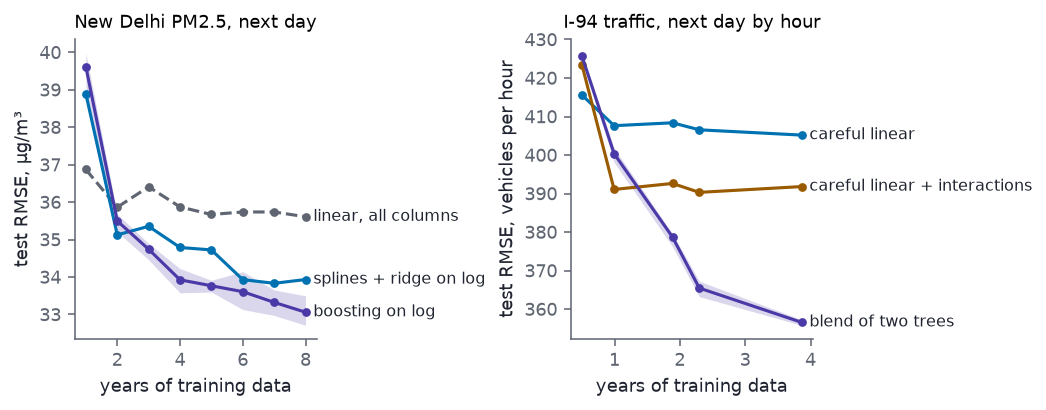 New Delhi PM2.5, next day
test RMSE, µg/m³
40
39
38
37
36
35
34
33
2
4
6
8
years of training data
linear, all columns
splines + ridge on log
boosting on log
I-94 traffic, next day by hour
test RMSE, vehicles per hour
430
420
410
400
390
380
370
360
1
2
3
4
years of training data
careful linear
careful linear + interactions
blend of two trees